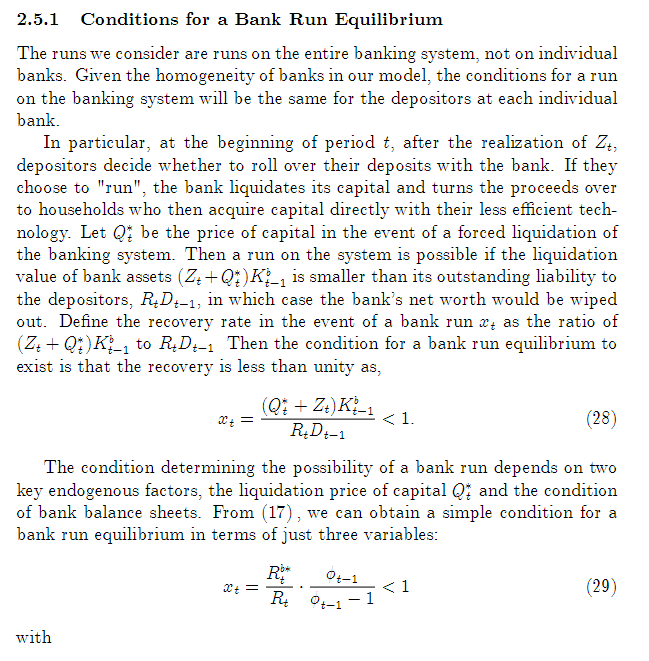 2.5.1 Conditions for a Bank Run Equilibrium
The runs we consider are runs on the entire banking system, not on individual
banks. Given the homogeneity of banks in our model, the conditions for a run
on the banking system will be the same for the depositors at each individual
bank.
In particular, at the beginning of period t, after the realization of Z_t,
depositors decide whether to roll over their deposits with the bank. If they
choose to "run", the bank liquidates its capital and turns the proceeds over
to households who then acquire capital directly with their less efficient tech-
nology. Let Q_t^* be the price of capital in the event of a forced liquidation of
the banking system. Then a run on the system is possible if the liquidation
value of bank assets (Z_t + Q_t^*)K_{t-1}^b is smaller than its outstanding liability to
the depositors, R_tD_{t-1}, in which case the bank's net worth would be wiped
out. Define the recovery rate in the event of a bank run x_t as the ratio of
(Z_t + Q_t^*)K_{t-1}^b to R_tD_{t-1} Then the condition for a bank run equilibrium to
exist is that the recovery is less than unity as,
x_t = \frac{(Q_t^* + Z_t)K_{t-1}^b}{R_tD_{t-1}} < 1. (28)
The condition determining the possibility of a bank run depends on two
key endogenous factors, the liquidation price of capital Q_t^* and the condition
of bank balance sheets. From (17), we can obtain a simple condition for a
bank run equilibrium in terms of just three variables:
x_t = \frac{R_t^{b*}}{R_t} \cdot \frac{\phi_{t-1}}{\phi_{t-1} - 1} < 1 (29)
with